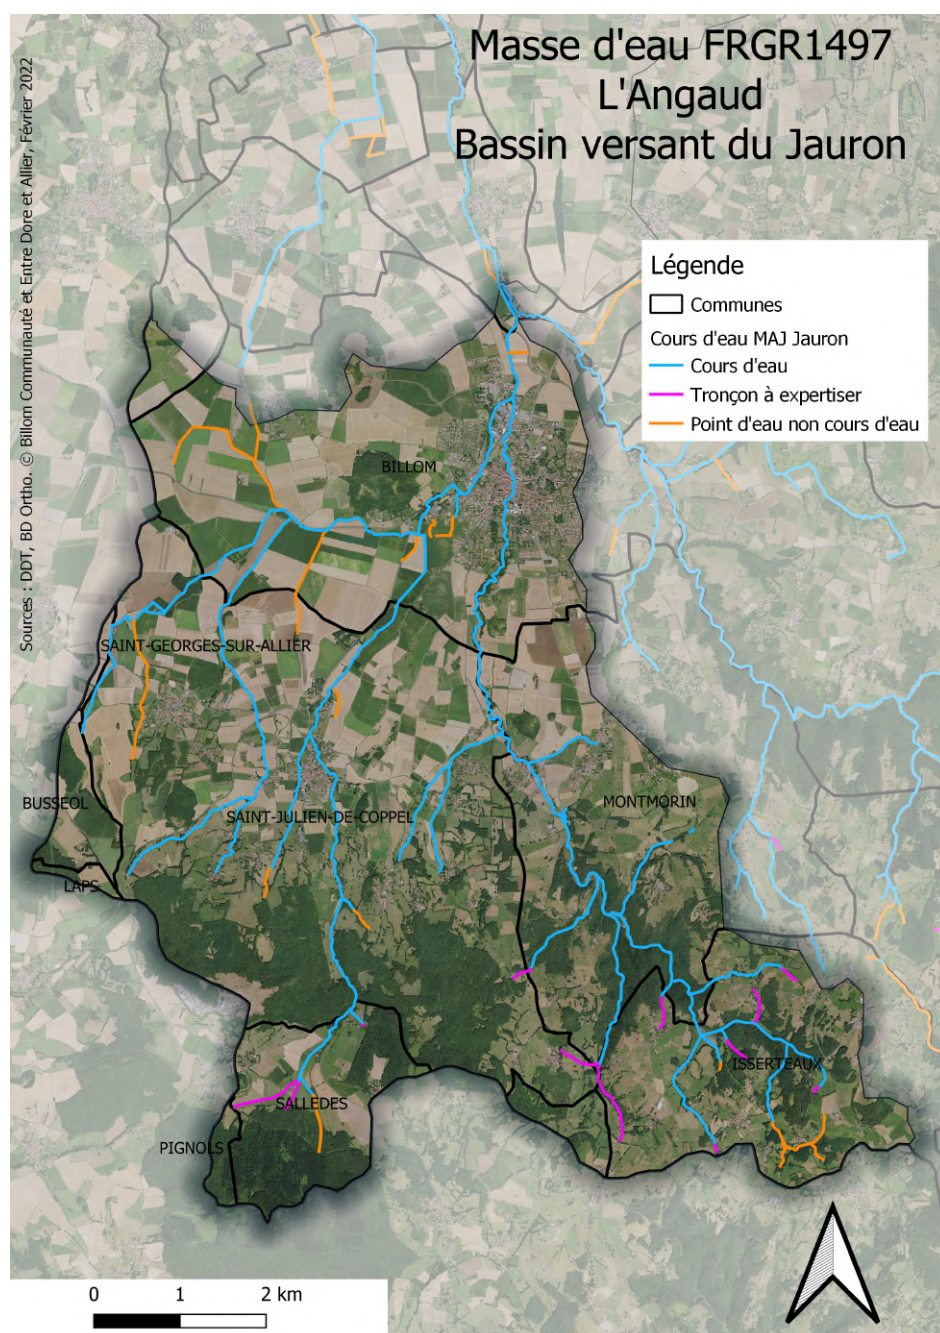 Masse d'eau FRGR1497
L'Angaud
Bassin versant du Jauron
Sources : DDT, BD Ortho. © Billom Communauté et Entre Dore et Allier, Février 2022
Légende
Communes
Cours d'eau MAJ Jauron
Cours d'eau
Tronçon à expertiser
Point d'eau non cours d'eau
BILLOM
SAINT-GEORGES-SUR-ALLIER
BUSSEOL
SAINT-JULIEN-DE-COPPEL
MONTMORIN
LAPS
ISSERTEAUX
SALLEDES
PIGNOLS
0 1 2 km